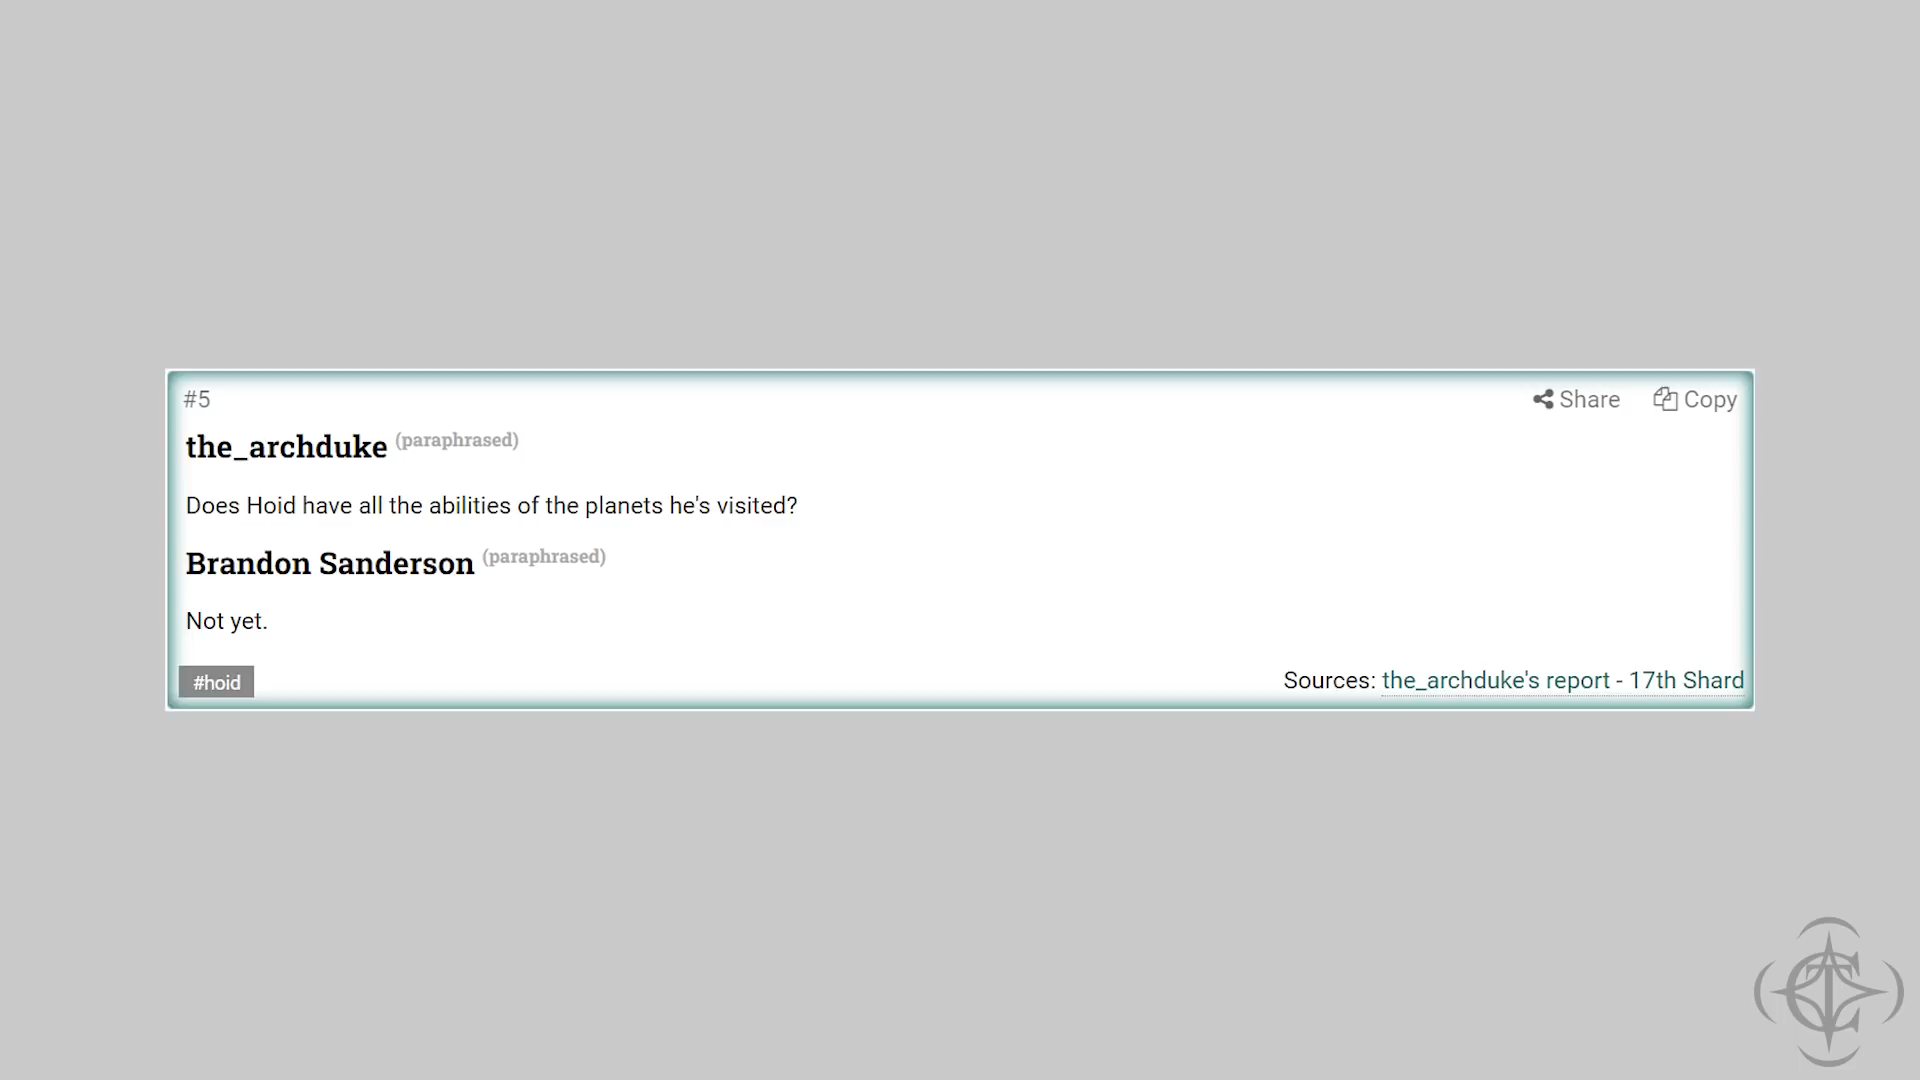 #5
Share Copy
the_archduke (paraphrased)
Does Hoid have all the abilities of the planets he's visited?
Brandon Sanderson (paraphrased)
Not yet.
#hoid
Sources: the_archduke's report - 17th Shard